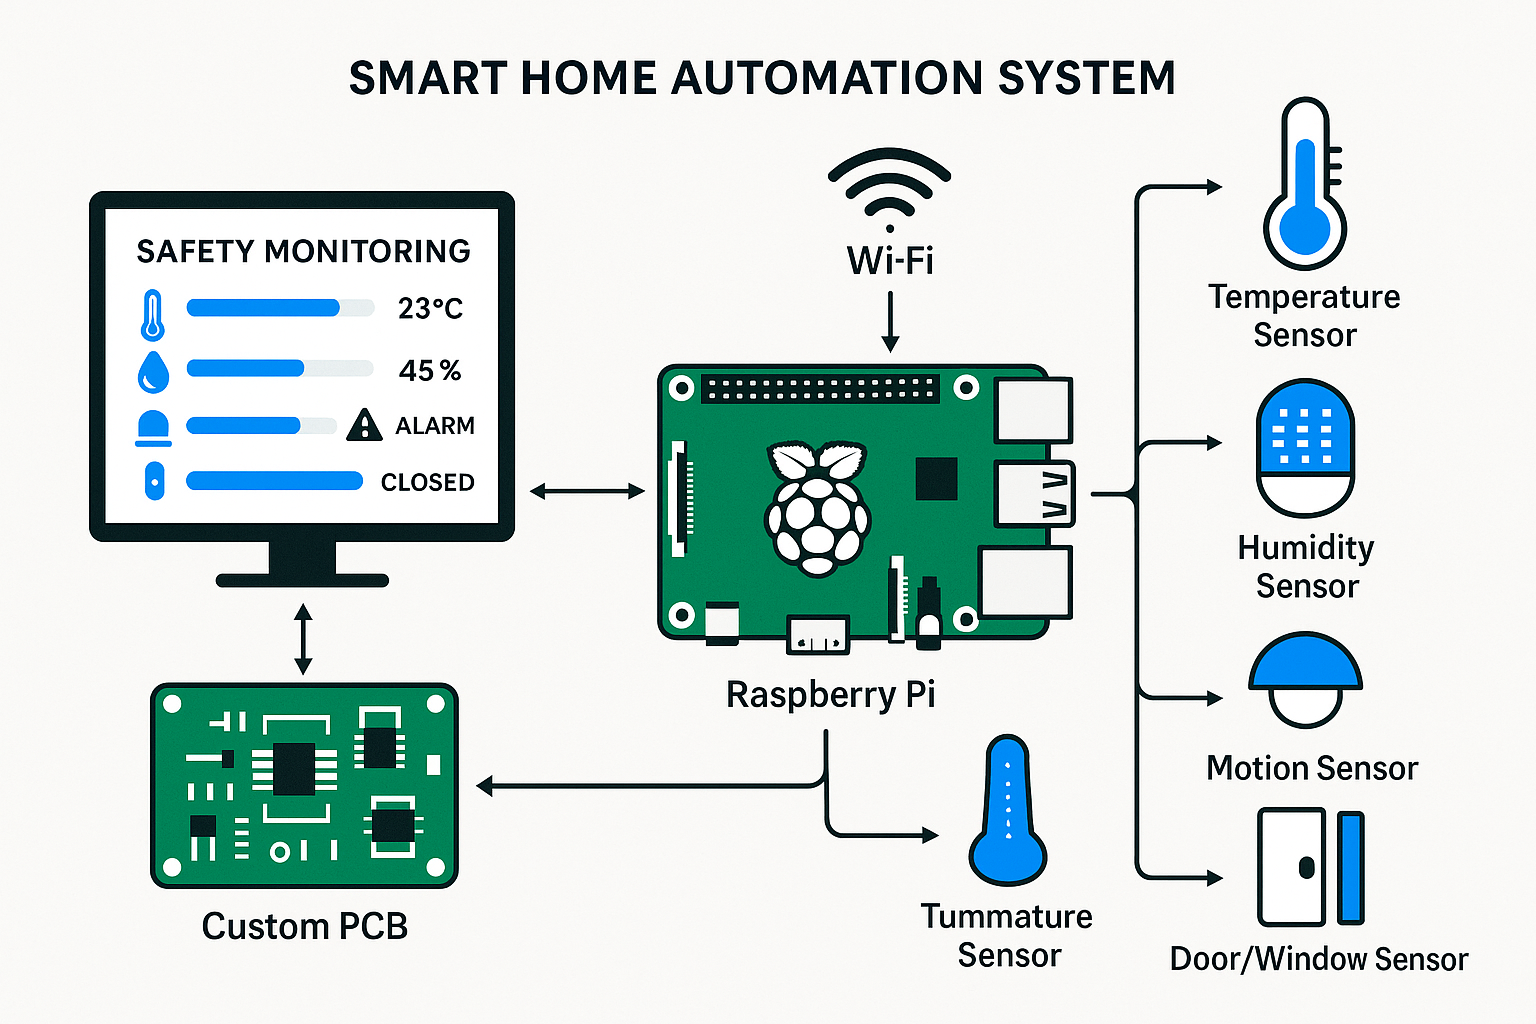 SMART HOME AUTOMATION SYSTEM
SAFETY MONITORING
23°C
45%
ALARM
CLOSED
Wi-Fi
Raspberry Pi
Custom PCB
Temperature
Sensor
Humidity
Sensor
Motion Sensor
Door/Window Sensor
Tummature
Sensor